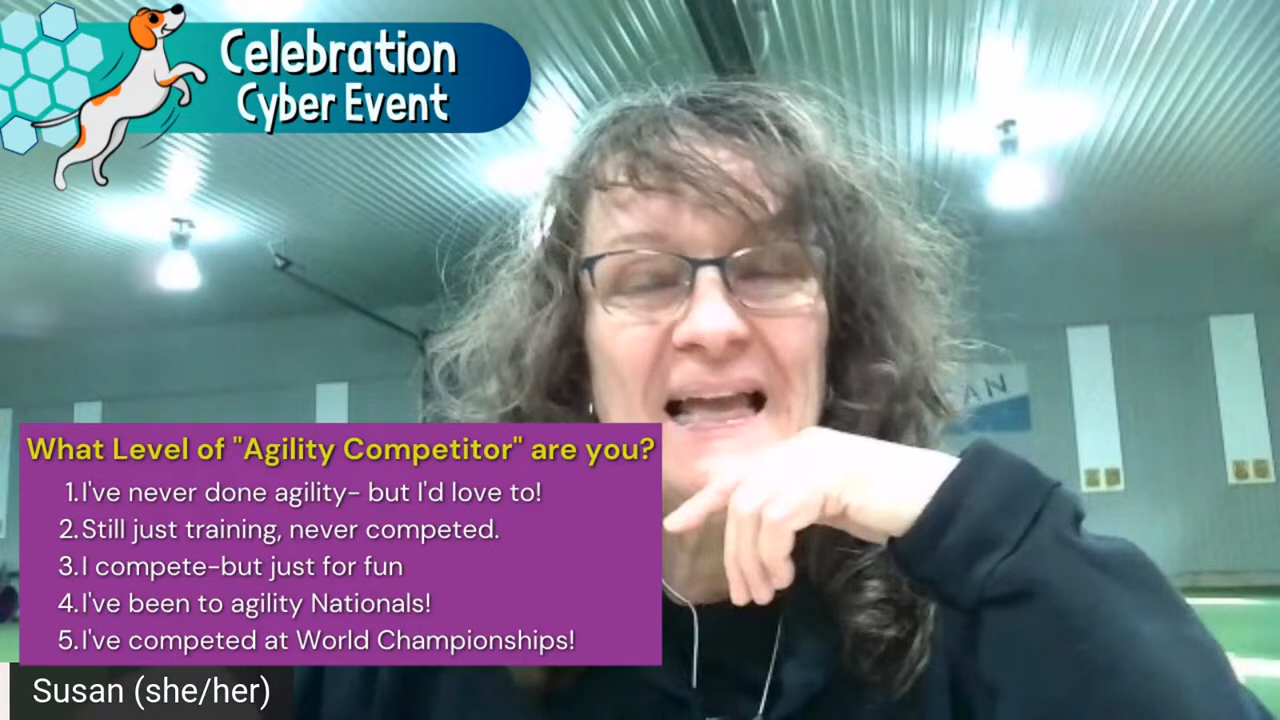 Celebration
Cyber Event
AN
What Level of "Agility Competitor" are you?
1.I've never done agility- but I'd love to!
2.Still just training, never competed.
3.I compete-but just for fun
4.I've been to agility Nationals!
5.I've competed at World Championships!
Susan (she/her)